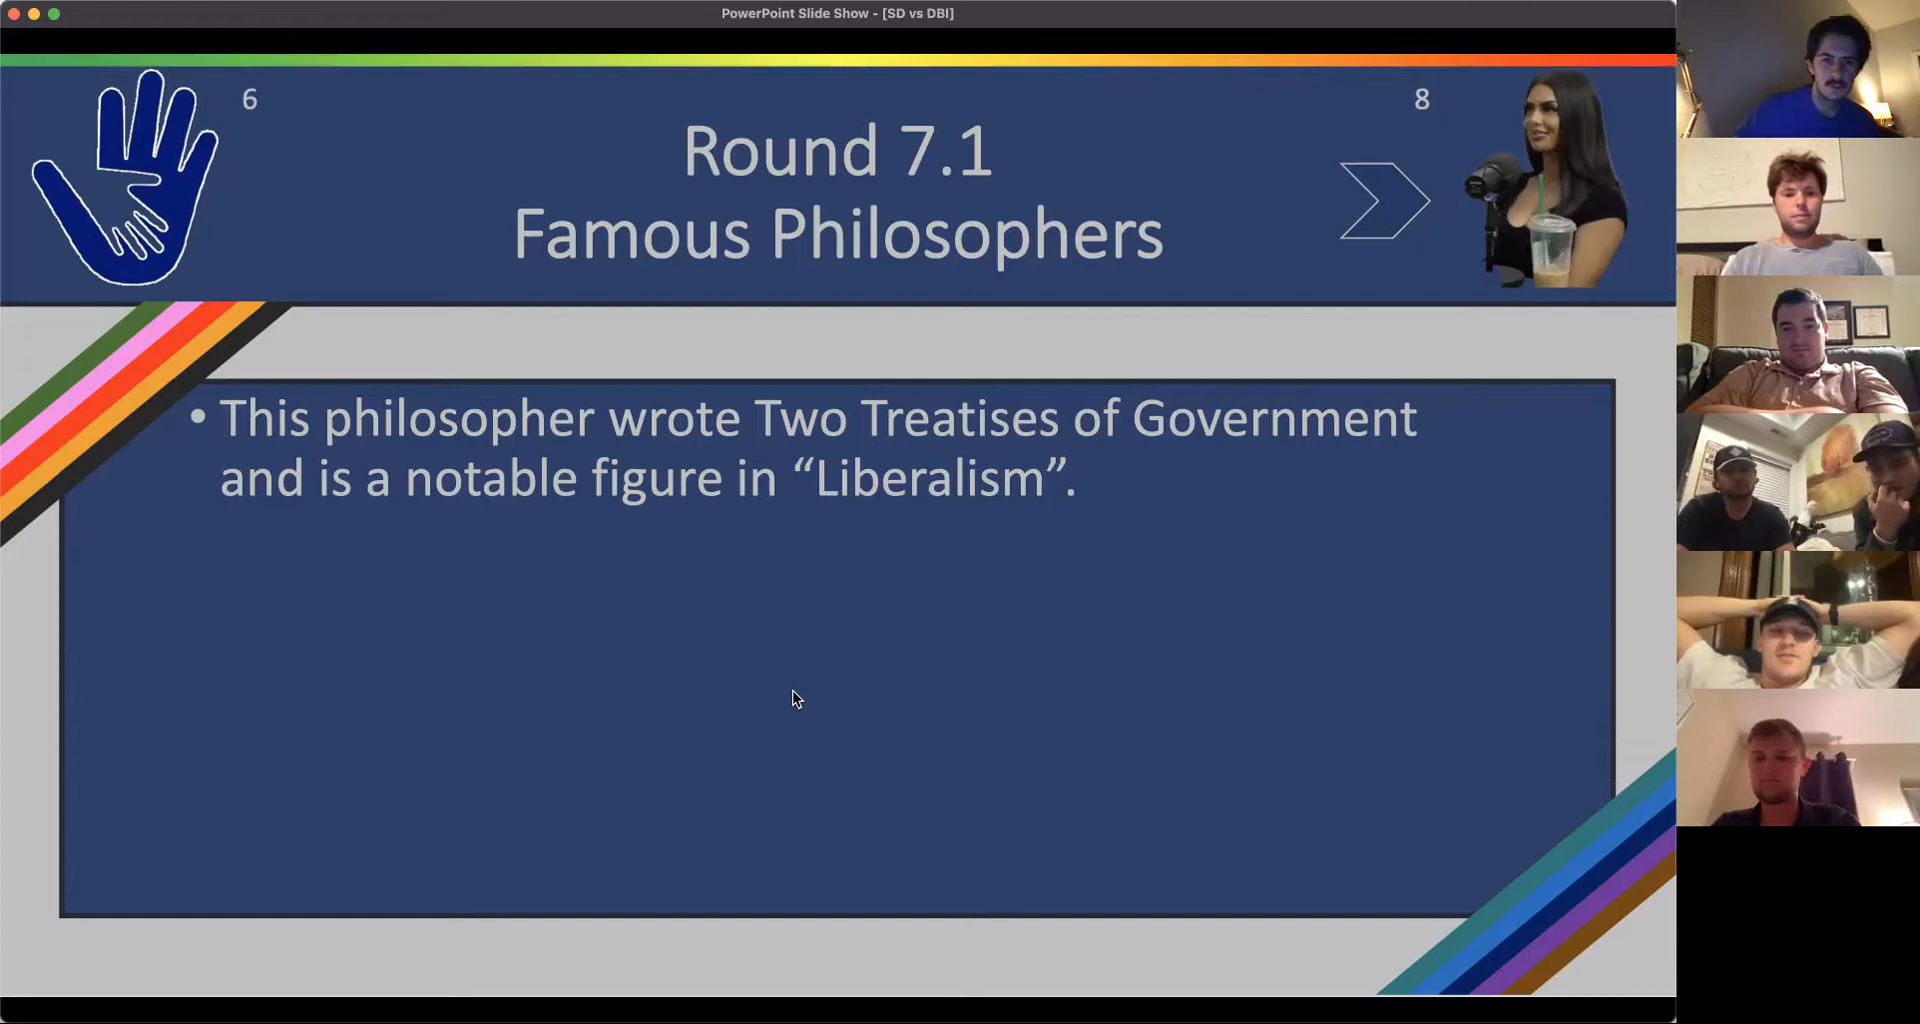 PowerPoint Slide Show - [SD vs DBI]
6
8
Round 7.1
Famous Philosophers
• This philosopher wrote Two Treatises of Government
and is a notable figure in “Liberalism”.